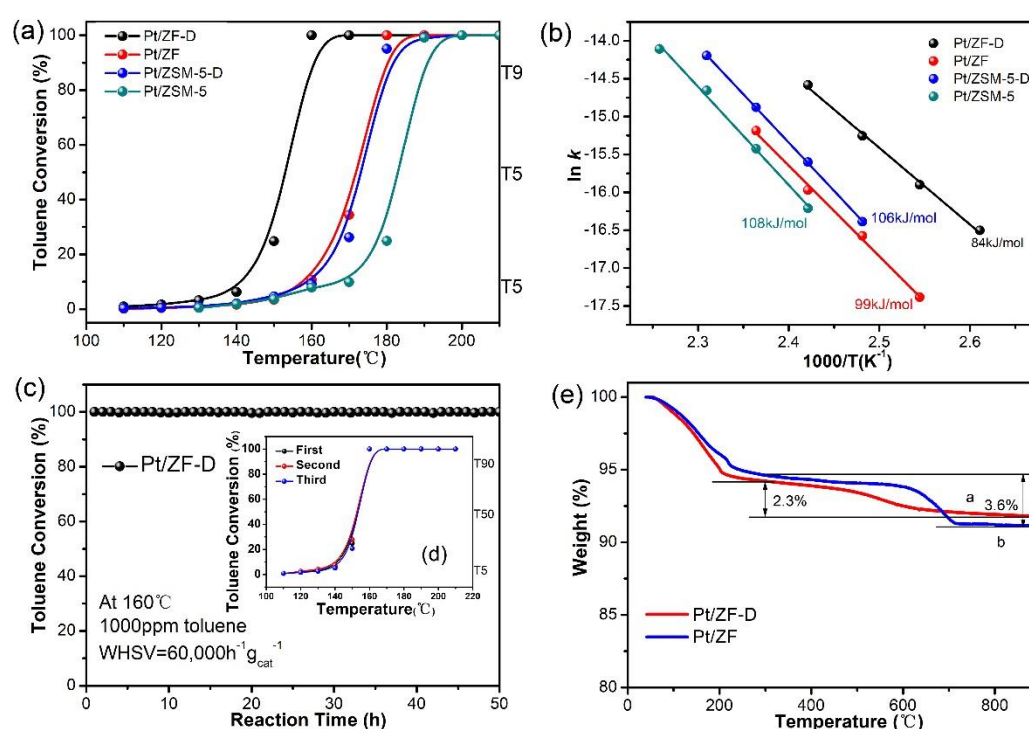 (a)
Pt/ZF-D
Pt/ZF
Pt/ZSM-5-D
Pt/ZSM-5
Toluene Conversion (%)
100
80
60
40
20
0
T9
T5
T5
100 120 140 160 180 200
Temperature(℃)
(b)
Pt/ZF-D
Pt/ZF
Pt/ZSM-5-D
Pt/ZSM-5
ln k
-14.0
-14.5
-15.0
-15.5
-16.0
-16.5
-17.0
-17.5
108kJ/mol
106kJ/mol
84kJ/mol
99kJ/mol
2.3 2.4 2.5 2.6
1000/T(K⁻¹)
(c)
Toluene Conversion (%)
100
80
60
40
20
0
Pt/ZF-D
At 160℃
1000ppm toluene
WHSV=60,000h⁻¹g_cat⁻¹
0 10 20 30 40 50
Reaction Time (h)
Toluene Conversion (%)
100
80
60
40
20
0
First
Second
Third
T90
T50
T5
(d)
100 120 140 160 180 200 220
Temperature(℃)
(e)
Weight (%)
100
95
90
85
80
2.3%
a
3.6%
b
Pt/ZF-D
Pt/ZF
0 200 400 600 800
Temperature (℃)